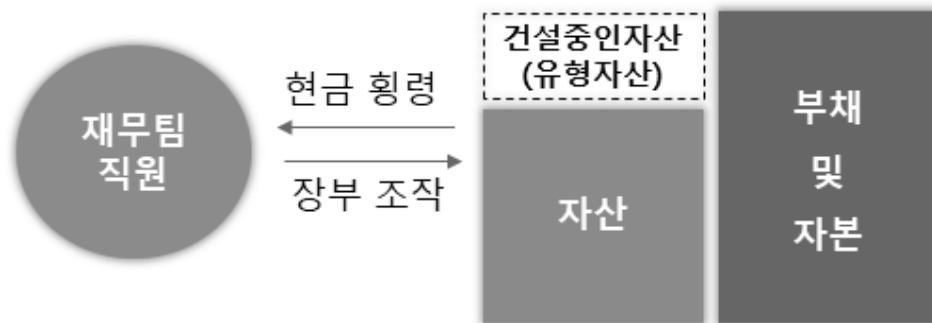 재무팀
직원
현금 횡령
장부 조작
건설중인자산
(유형자산)
자산
부채
및
자본